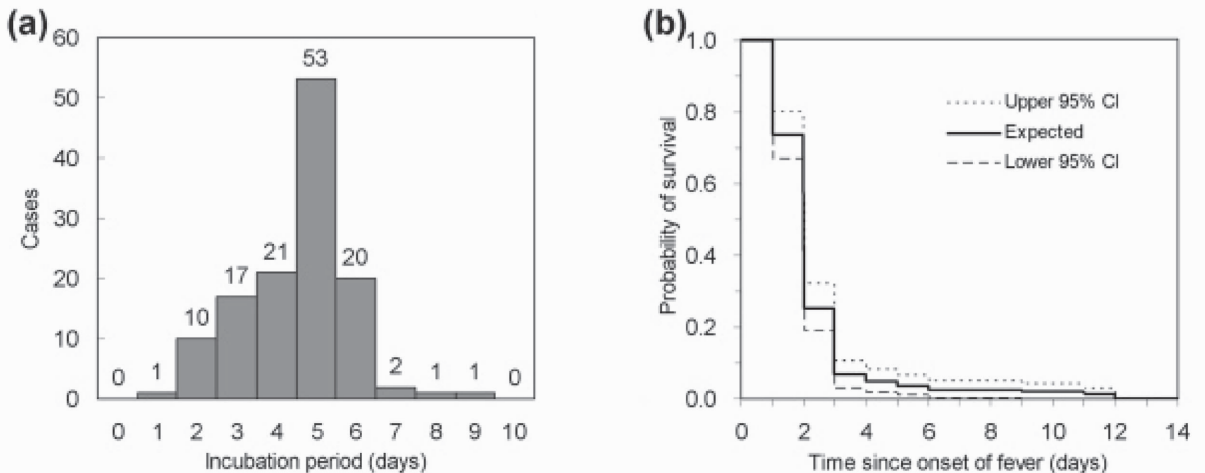 (a)
60
50
40
30
20
10
0
Cases
0 1 10 17 21 53 20 2 1 1 0
0 1 2 3 4 5 6 7 8 9 10
Incubation period (days)
(b)
1.0
0.8
0.6
0.4
0.2
0.0
Probability of survival
Upper 95% CI
Expected
Lower 95% CI
0 2 4 6 8 10 12 14
Time since onset of fever (days)